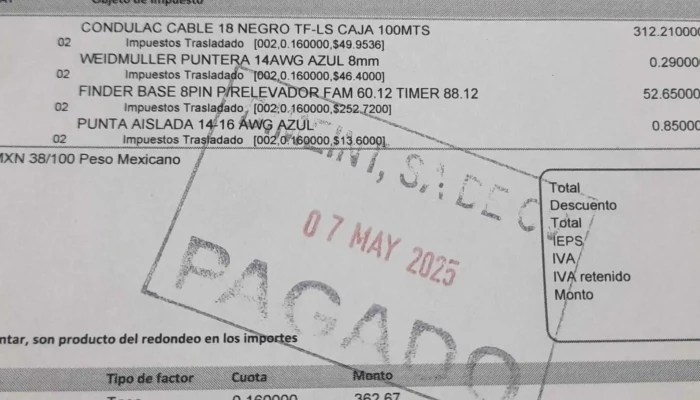 Objeto de Impuesto
CONDULAC CABLE 18 NEGRO TF-LS CAJA 100MTS 312.21000
02 Impuestos Trasladado [002,0.160000,$49.9536]
WEIDMULLER PUNTERA 14AWG AZUL 8mm 0.29000
02 Impuestos Trasladado [002,0.160000,$46.4000]
FINDER BASE 8PIN P/RELEVADOR FAM 60.12 TIMER 88.12 52.65000
02 Impuestos Trasladado [002,0.160000,$252.7200]
PUNTA AISLADA 14-16 AWG AZUL 0.85000
02 Impuestos Trasladado [002,0.160000,$13.6000]
MXN 38/100 Peso Mexicano
S.A DE C
07 MAY 2025
PAGADO
Total
Descuento
Total
IEPS
IVA
IVA retenido
Monto
ntar, son producto del redondeo en los importes
Tipo de factor Cuota Monto
0.160000 362.67